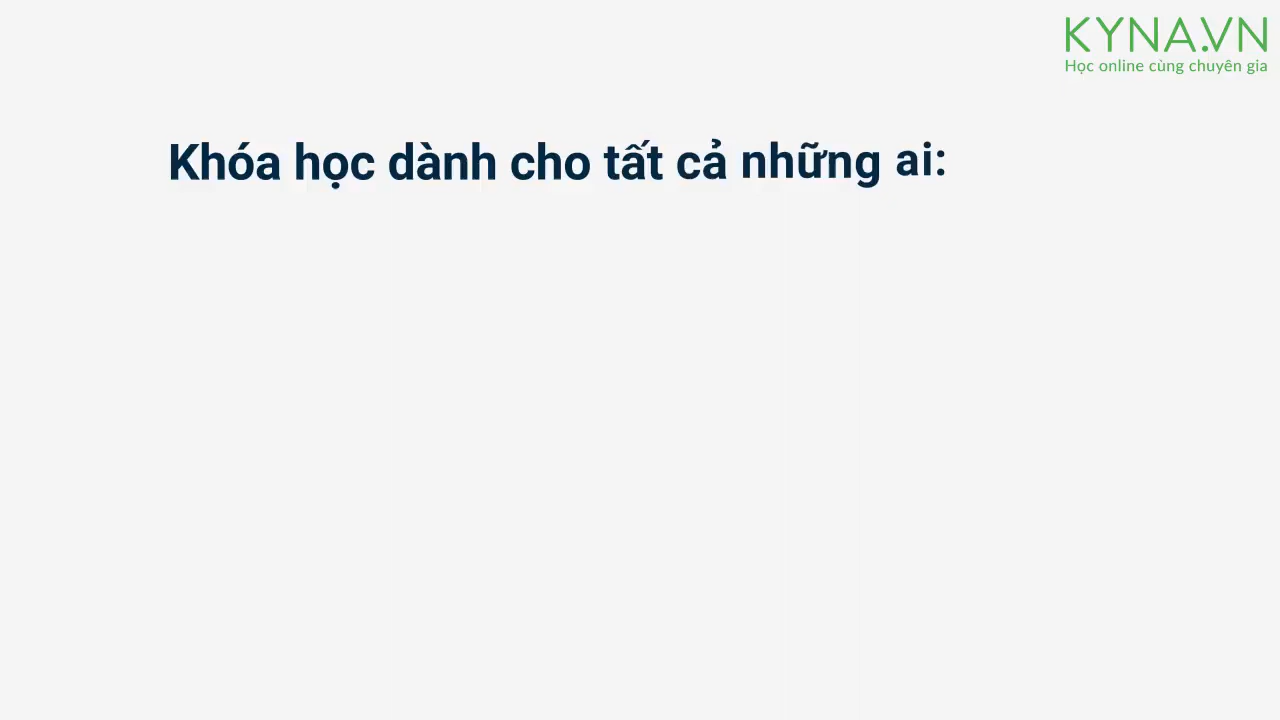 KYNA.VN
Học online cùng chuyên gia
Khóa học dành cho tất cả những ai: